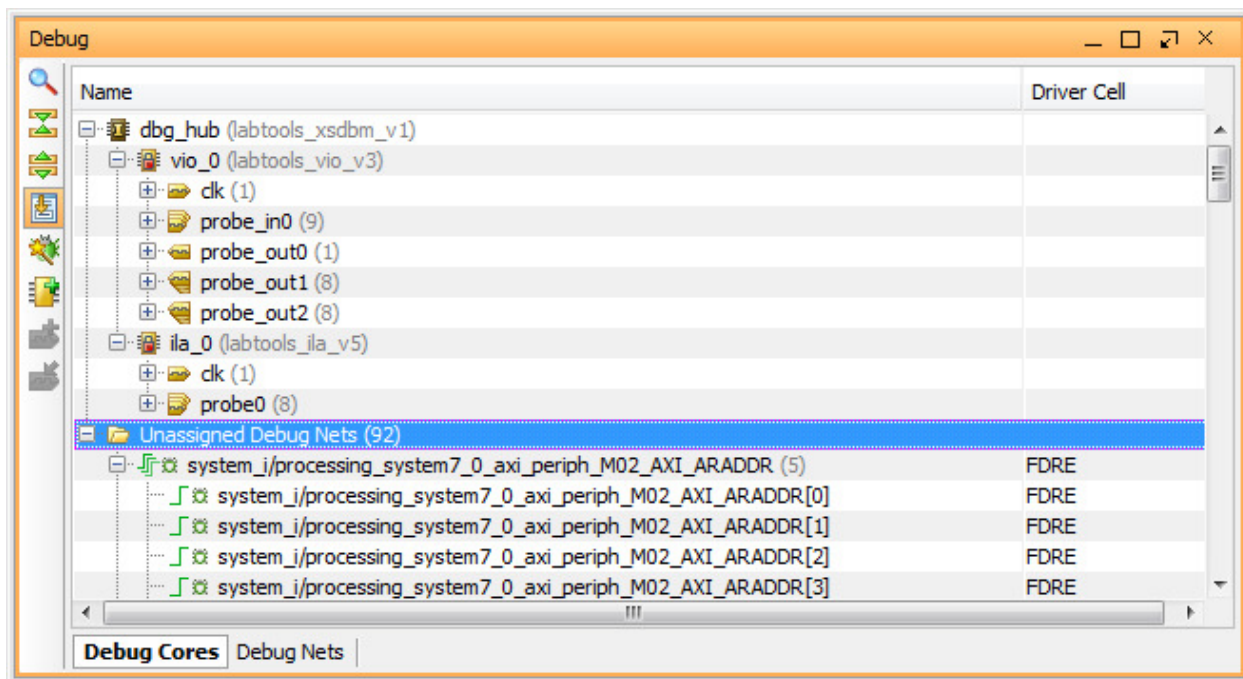 Debug
Name Driver Cell
dbg_hub (labtools_xsdbm_v1)
vio_0 (labtools_vio_v3)
clk (1)
probe_in0 (9)
probe_out0 (1)
probe_out1 (8)
probe_out2 (8)
ila_0 (labtools_ila_v5)
clk (1)
probe0 (8)
Unassigned Debug Nets (92)
system_i/processing_system7_0_axi_periph_M02_AXI_ARADDR (5) FDRE
system_i/processing_system7_0_axi_periph_M02_AXI_ARADDR[0] FDRE
system_i/processing_system7_0_axi_periph_M02_AXI_ARADDR[1] FDRE
system_i/processing_system7_0_axi_periph_M02_AXI_ARADDR[2] FDRE
system_i/processing_system7_0_axi_periph_M02_AXI_ARADDR[3] FDRE
Debug Cores Debug Nets